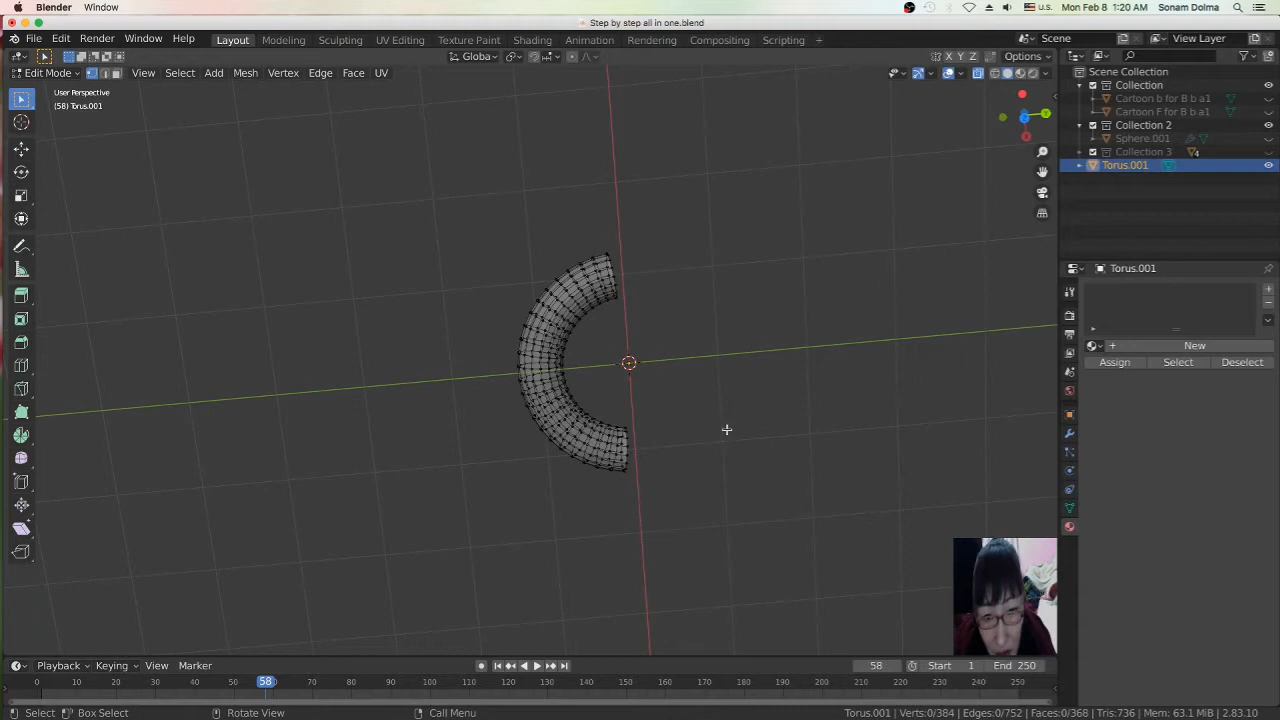 Blender Window U.S. Mon Feb 8 1:20 AM Sonam Dolma
Step by step all in one.blend
File Edit Render Window Help Layout Modeling Sculpting UV Editing Texture Paint Shading Animation Rendering Compositing Scripting + Scene View Layer
Globa X Y Z Options
Edit Mode View Select Add Mesh Vertex Edge Face UV
Scene Collection
Collection
Cartoon b for B b a1
Cartoon F for B b a1
Collection 2
Sphere.001
Collection 3 4
Torus.001
User Perspective
(58) Torus.001
Y
Z
X
Torus.001
New
Assign Select Deselect
Playback Keying View Marker 58 Start 1 End 250
0 10 20 30 40 50 58 70 80 90 100 110 120 130 140 150 160 170 180 190 200 210 220 230 240 250
Select Box Select Rotate View Call Menu Torus.001 | Verts:0/384 | Edges:0/752 | Faces:0/368 | Tris:736 | Mem: 63.1 MiB | 2.83.10